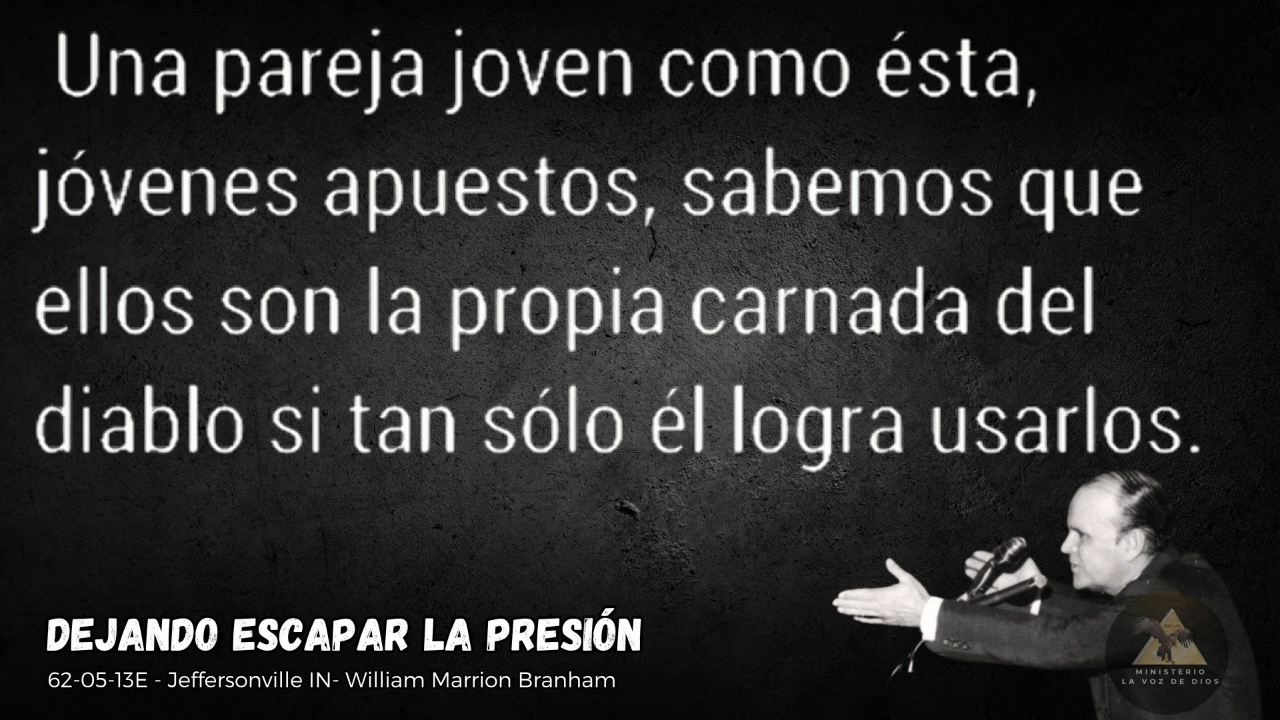 Una pareja joven como ésta,
jóvenes apuestos, sabemos que
ellos son la propia carnada del
diablo si tan sólo él logra usarlos.
DEJANDO ESCAPAR LA PRESIÓN
62-05-13E - Jeffersonville IN- William Marrion Branham
MINISTERIO
LA VOZ DE DIOS